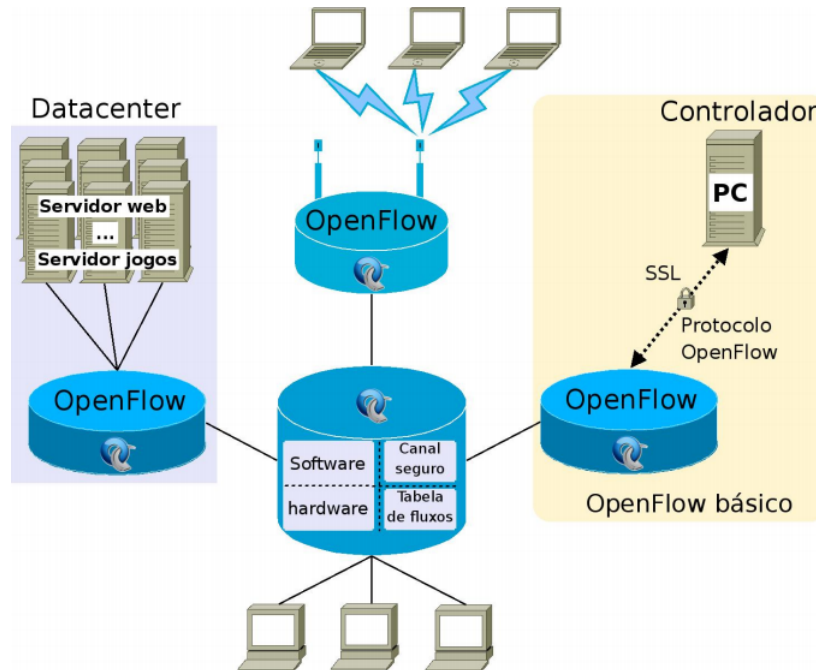 Datacenter
Servidor web
...
Servidor jogos
OpenFlow
OpenFlow
Controlador
PC
SSL
Protocolo
OpenFlow
OpenFlow
OpenFlow básico
Software
Canal
seguro
hardware
Tabela
de fluxos